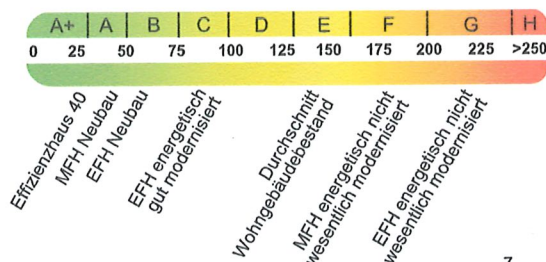 A+ A B C D E F G H
0 25 50 75 100 125 150 175 200 225 >250
Effizienzhaus 40
MFH Neubau
EFH Neubau
EFH energetisch
gut modernisiert
Durchschnitt
Wohngebäudebestand
MFH energetisch nicht
wesentlich modernisiert
EFH energetisch nicht
wesentlich modernisiert
7